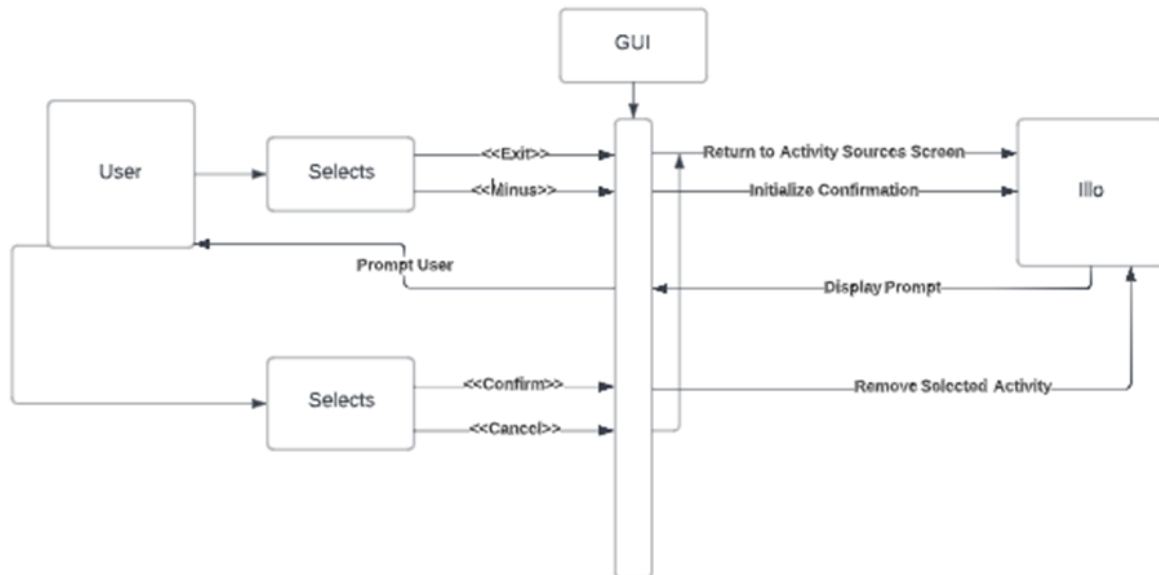 GUI
User
Selects
<<Exit>>
<<Minus>>
Return to Activity Sources Screen
Initialize Confirmation
Illo
Prompt User
Display Prompt
Selects
<<Confirm>>
<<Cancel>>
Remove Selected Activity